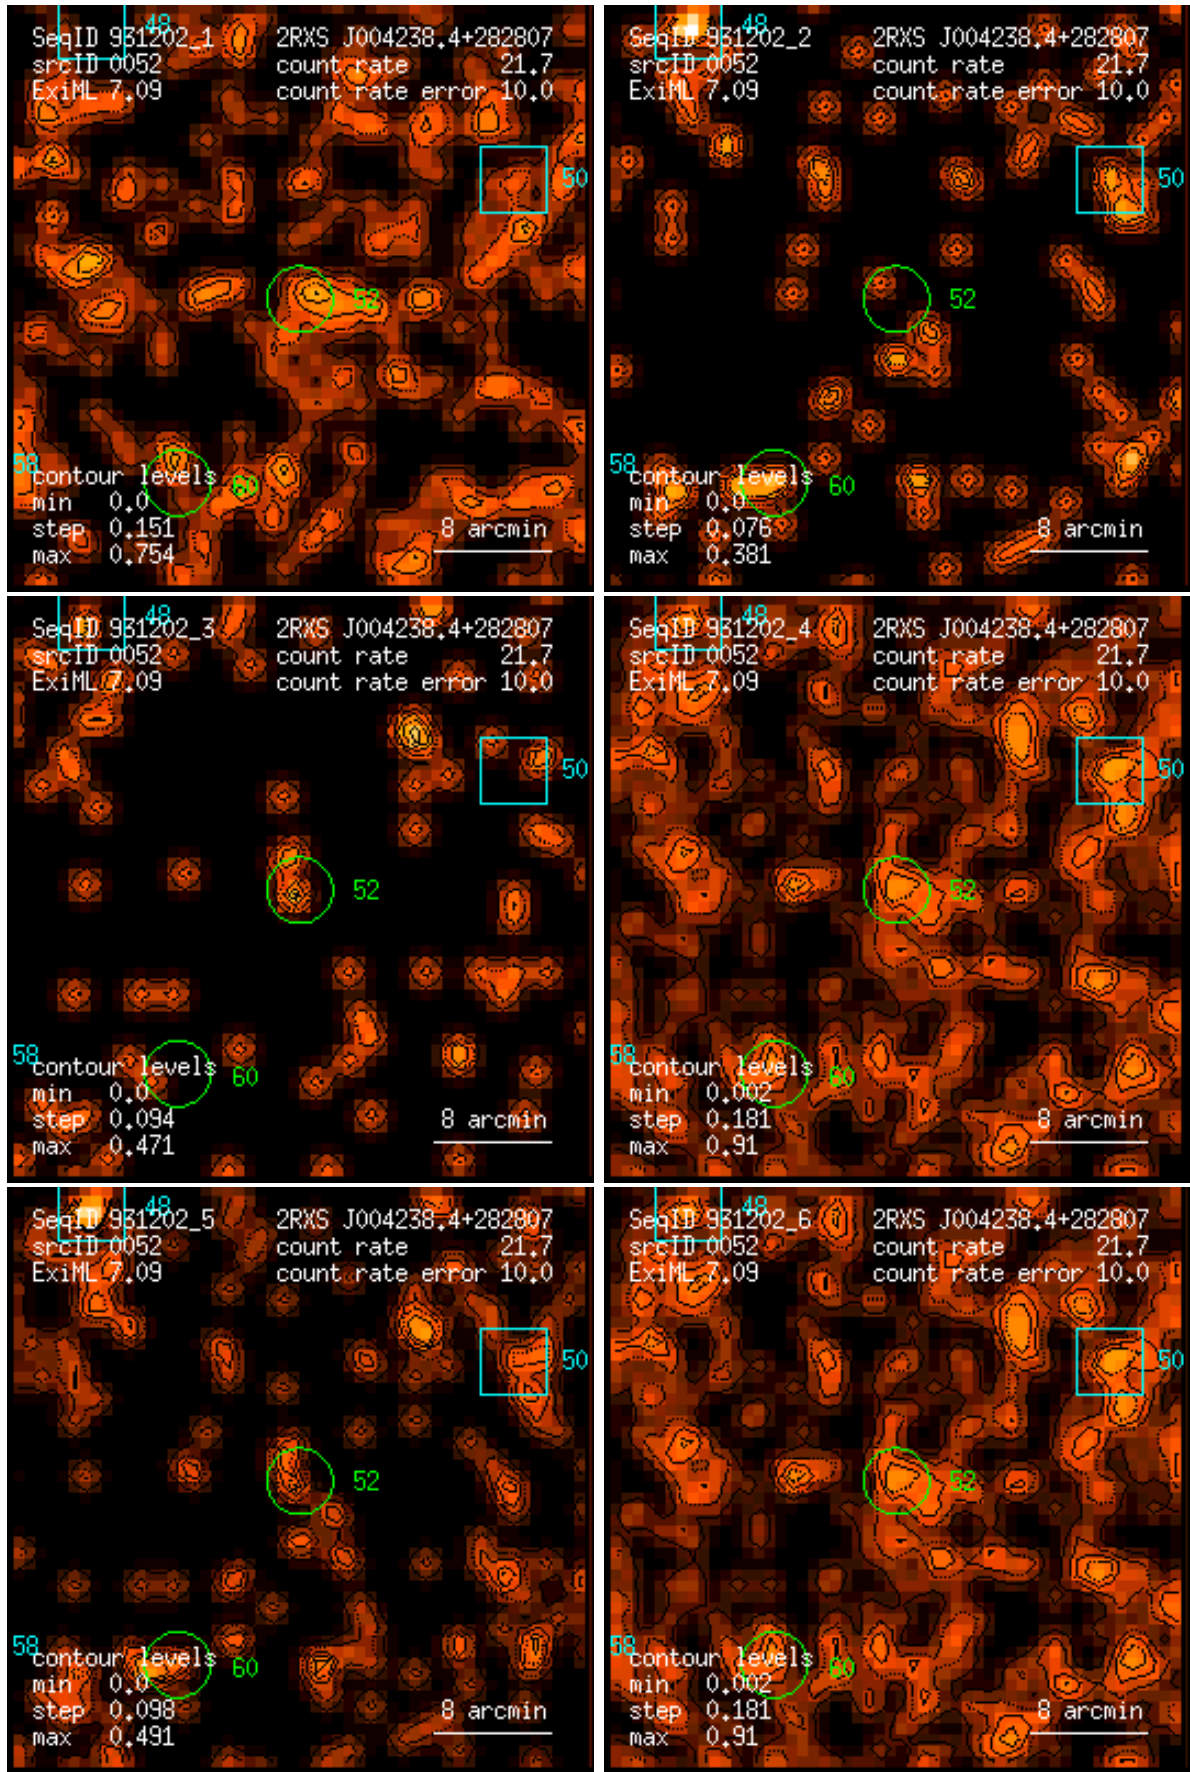 48
SeqID 931202_1 2RXS J004238.4+282807
srcID 0052 count rate 21.7
ExiML 7.09 count rate error 10.0
50
52
58
60
contour levels
min 0.0
step 0.151
max 0.754
8 arcmin
48
SeqID 931202_2 2RXS J004238.4+282807
srcID 0052 count rate 21.7
ExiML 7.09 count rate error 10.0
50
52
58
60
contour levels
min 0.0
step 0.076
max 0.381
8 arcmin
48
SeqID 931202_3 2RXS J004238.4+282807
srcID 0052 count rate 21.7
ExiML 7.09 count rate error 10.0
50
52
58
60
contour levels
min 0.0
step 0.094
max 0.471
8 arcmin
48
SeqID 931202_4 2RXS J004238.4+282807
srcID 0052 count rate 21.7
ExiML 7.09 count rate error 10.0
50
52
58
60
contour levels
min 0.002
step 0.181
max 0.91
8 arcmin
48
SeqID 931202_5 2RXS J004238.4+282807
srcID 0052 count rate 21.7
ExiML 7.09 count rate error 10.0
50
52
58
60
contour levels
min 0.0
step 0.098
max 0.491
8 arcmin
48
SeqID 931202_6 2RXS J004238.4+282807
srcID 0052 count rate 21.7
ExiML 7.09 count rate error 10.0
50
52
58
60
contour levels
min 0.002
step 0.181
max 0.91
8 arcmin